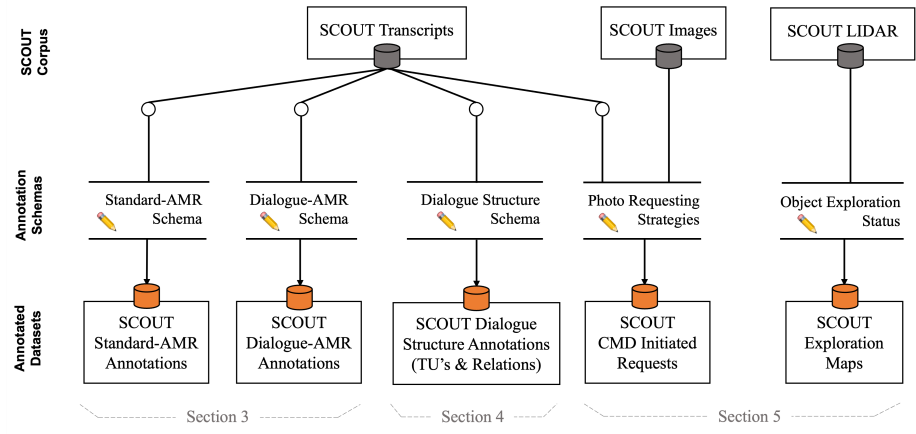 SCOUT
Corpus
SCOUT Transcripts
SCOUT Images
SCOUT LIDAR
Annotation
Schemas
Standard-AMR
Schema
Dialogue-AMR
Schema
Dialogue Structure
Schema
Photo Requesting
Strategies
Object Exploration
Status
Annotated
Datasets
SCOUT
Standard-AMR
Annotations
SCOUT
Dialogue-AMR
Annotations
SCOUT Dialogue
Structure Annotations
(TU's & Relations)
SCOUT
CMD Initiated
Requests
SCOUT
Exploration
Maps
Section 3
Section 4
Section 5